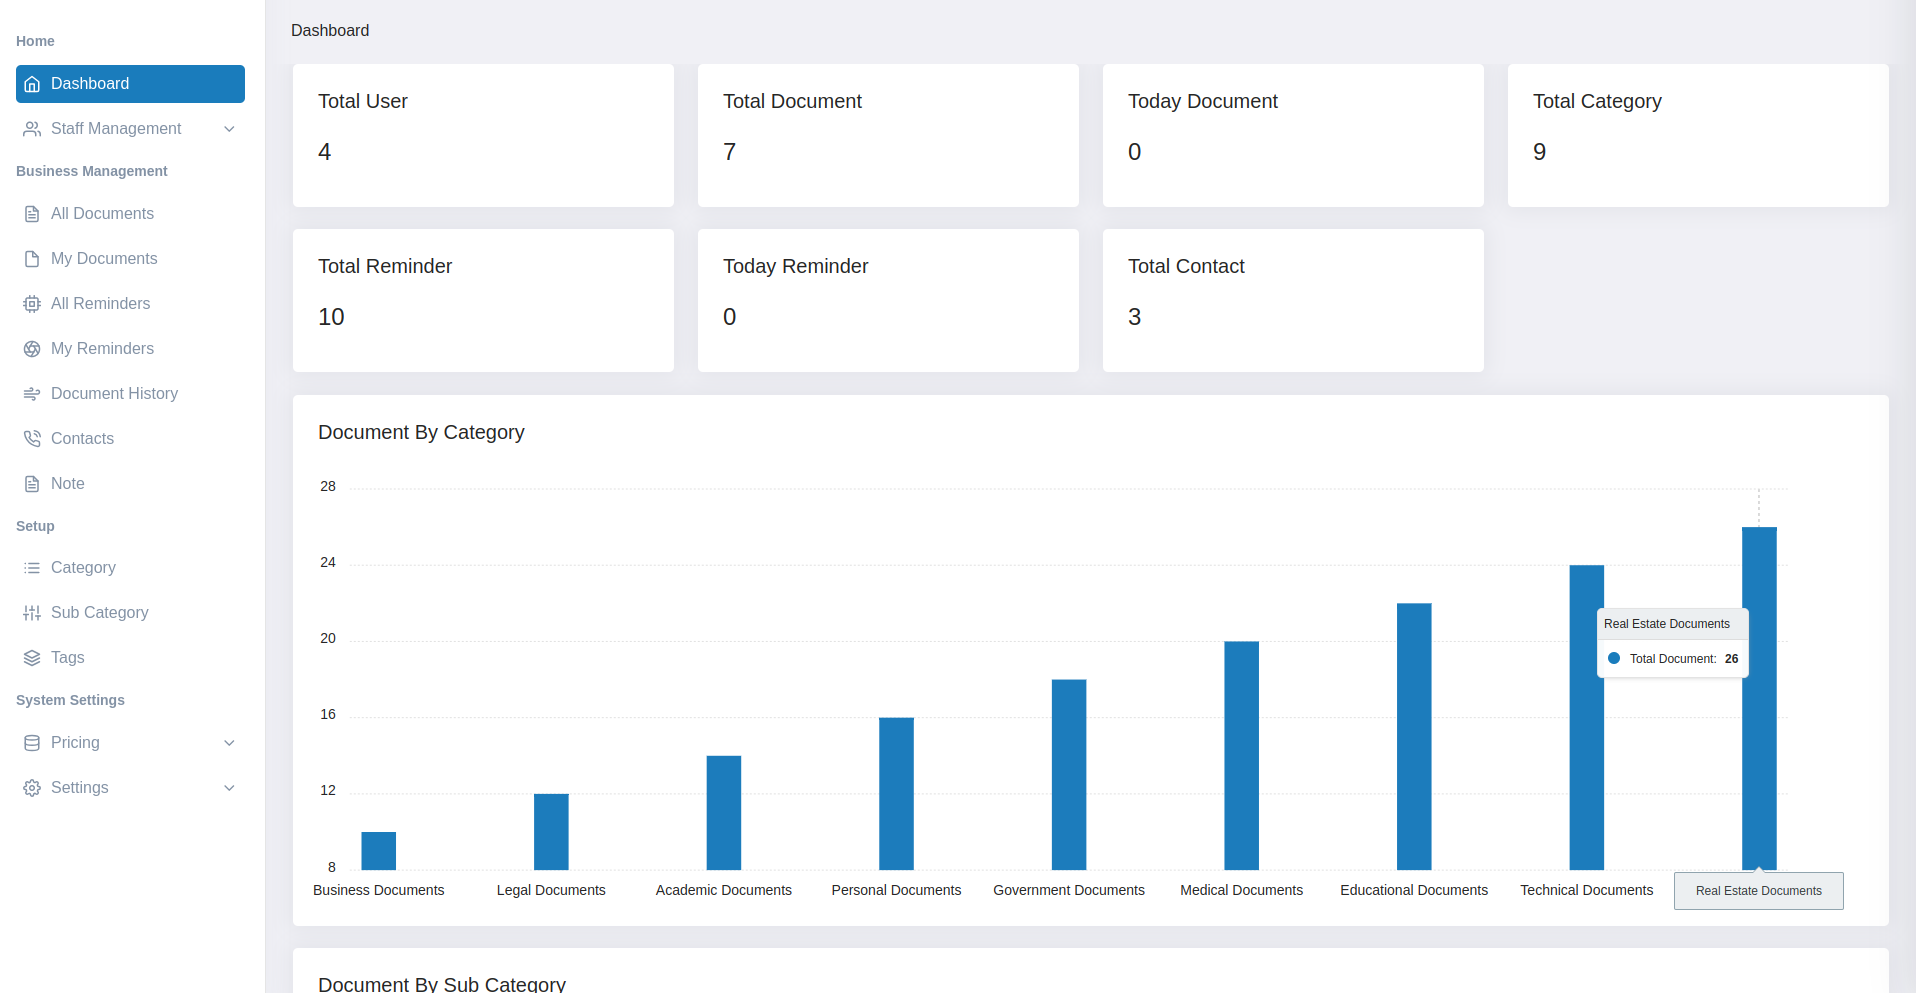 Home
Dashboard
Staff Management
Business Management
All Documents
My Documents
All Reminders
My Reminders
Document History
Contacts
Note
Setup
Category
Sub Category
Tags
System Settings
Pricing
Settings
Dashboard
Total User
4
Total Document
7
Today Document
0
Total Category
9
Total Reminder
10
Today Reminder
0
Total Contact
3
Document By Category
28
24
20
16
12
8
Real Estate Documents
Total Document: 26
Business Documents
Legal Documents
Academic Documents
Personal Documents
Government Documents
Medical Documents
Educational Documents
Technical Documents
Real Estate Documents
Document By Sub Category